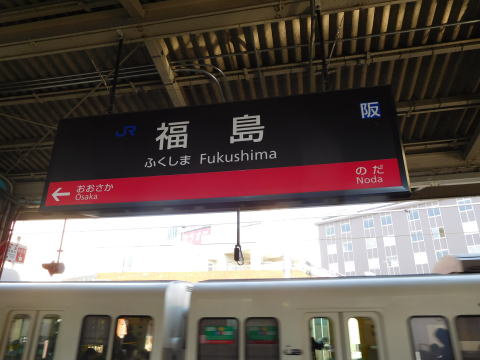 阪
JR 福島
ふくしま Fukushima
← おおさか
Osaka
のだ
Noda